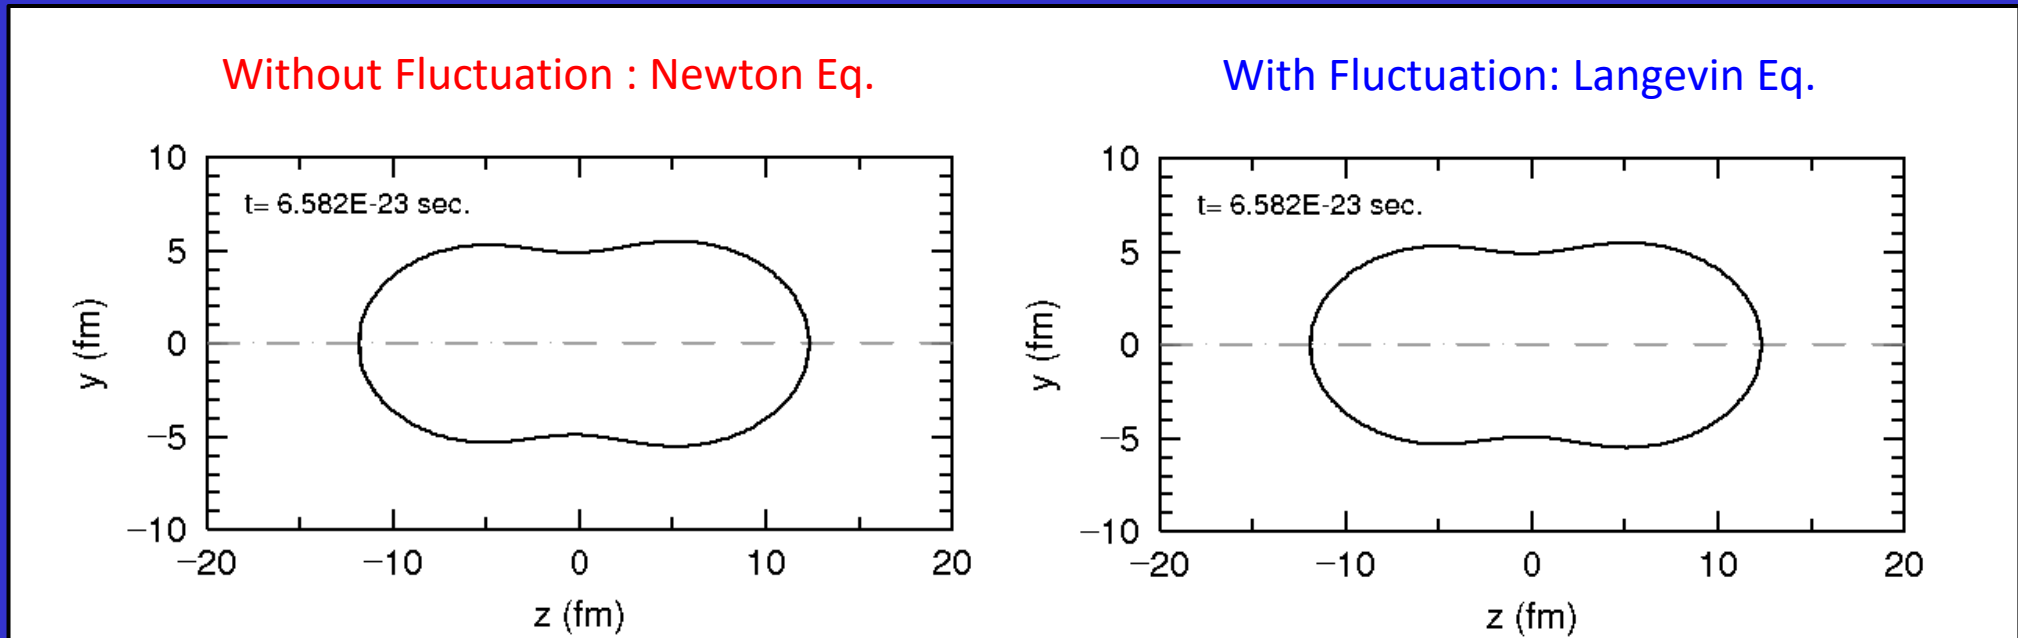 Without Fluctuation : Newton Eq.
With Fluctuation: Langevin Eq.
10
5
0
−5
−10
y (fm)
t= 6.582E-23 sec.
−20 −10 0 10 20
z (fm)
10
5
0
−5
−10
y (fm)
t= 6.582E-23 sec.
−20 −10 0 10 20
z (fm)